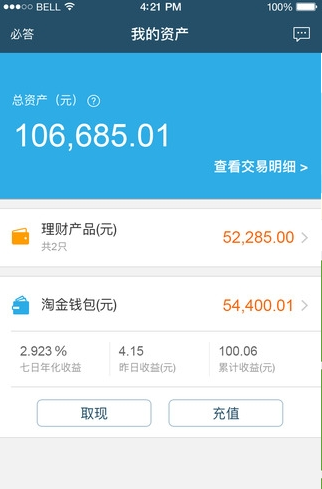 BELL 4:21 PM 100%
必答 我的资产
总资产（元） ?
106,685.01
查看交易明细 >
理财产品(元) 52,285.00
共2只
淘金钱包(元) 54,400.01
2.923 % 4.15 100.06
七日年化收益 昨日收益(元) 累计收益(元)
取现 充值